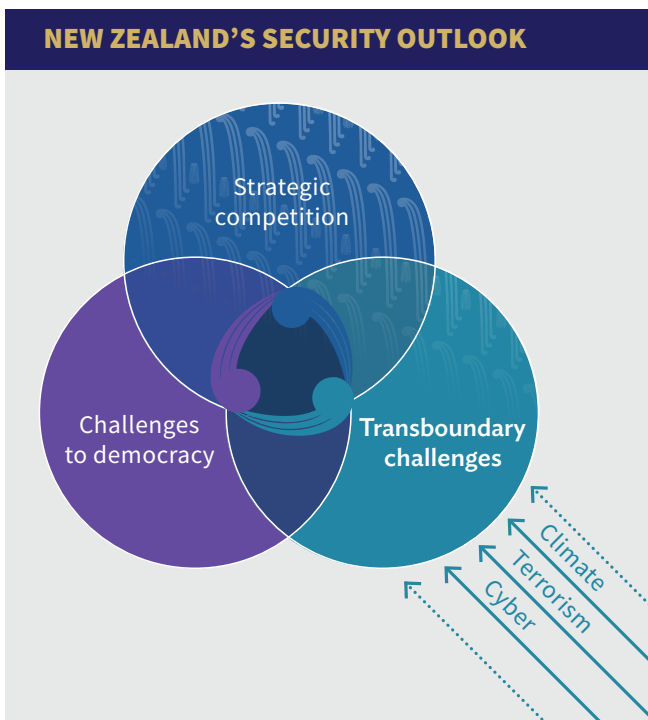 NEW ZEALAND’S SECURITY OUTLOOK
Strategic
competition
Challenges
to democracy
Transboundary
challenges
Climate
Terrorism
Cyber